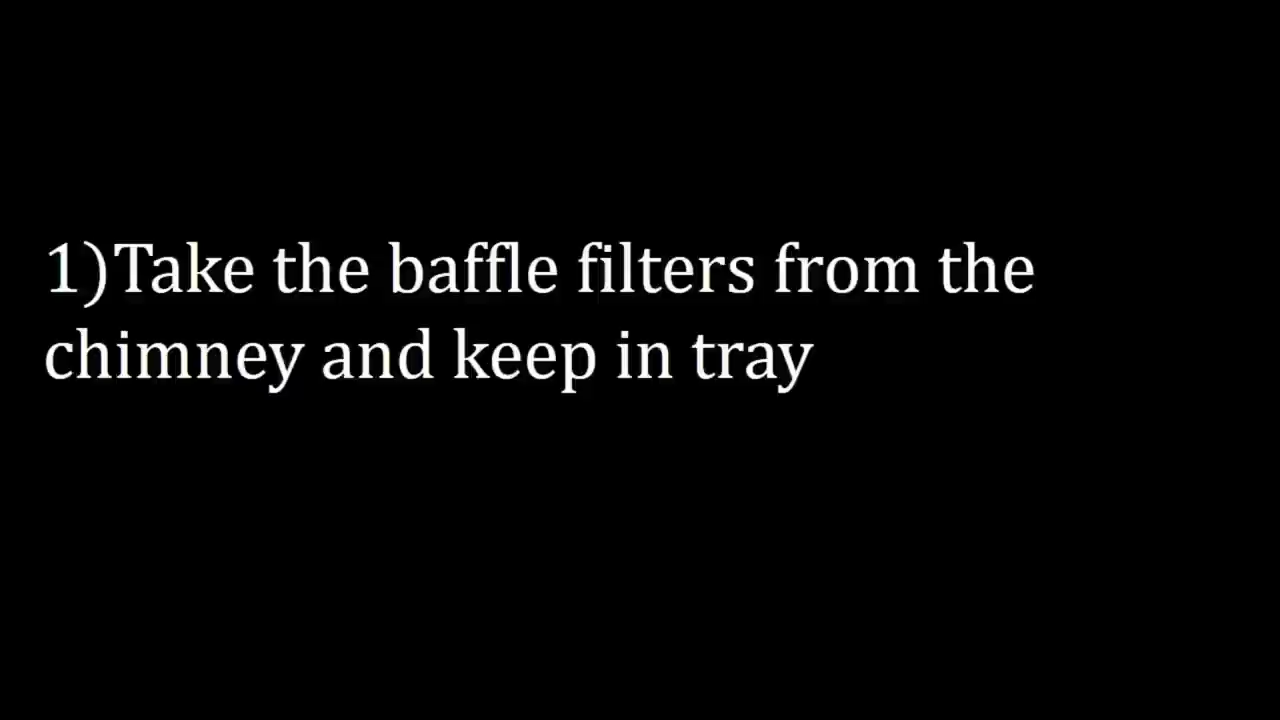 1)Take the baffle filters from the
chimney and keep in tray